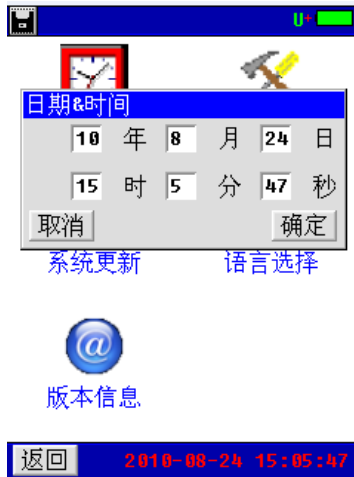 U+
日期&时间
10 年 8 月 24 日
15 时 5 分 47 秒
取消 确定
系统更新 语言选择
@
版本信息
返回 2010-08-24 15:05:47